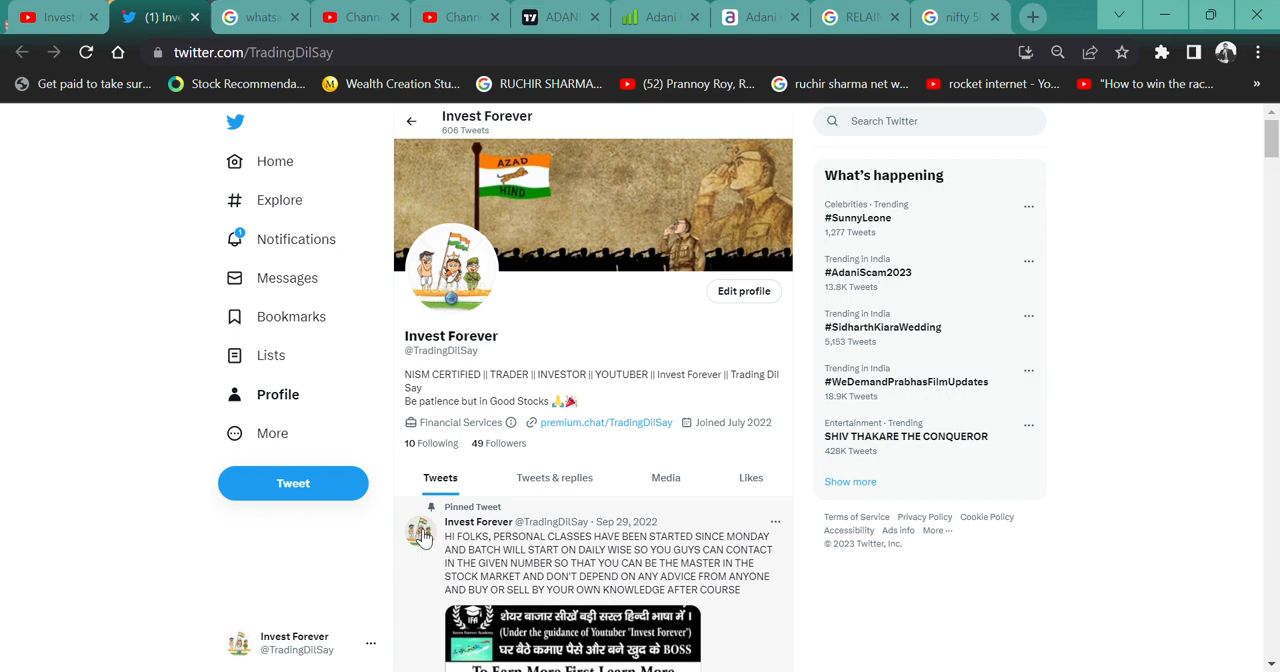 Invest
(1) Inve
whats
Chann
Chann
ADANI
Adani
Adani
RELAIN
nifty 5
twitter.com/TradingDilSay
Get paid to take sur...
Stock Recommenda...
Wealth Creation Stu...
RUCHIR SHARMA...
(52) Prannoy Roy, R...
ruchir sharma net w...
rocket internet - Yo...
"How to win the rac...
Invest Forever
606 Tweets
Home
Explore
1
Notifications
Messages
Bookmarks
Lists
Profile
More
Tweet
Invest Forever
@TradingDilSay
AZAD
HIND
Edit profile
Invest Forever
@TradingDilSay
NISM CERTIFIED || TRADER || INVESTOR || YOUTUBER || Invest Forever || Trading Dil
Say
Be patience but in Good Stocks 🙏🎉
Financial Services premium.chat/TradingDilSay Joined July 2022
10 Following 49 Followers
Tweets
Tweets & replies
Media
Likes
Pinned Tweet
Invest Forever @TradingDilSay · Sep 29, 2022
HI FOLKS, PERSONAL CLASSES HAVE BEEN STARTED SINCE MONDAY
AND BATCH WILL START ON DAILY WISE SO YOU GUYS CAN CONTACT
IN THE GIVEN NUMBER SO THAT YOU CAN BE THE MASTER IN THE
STOCK MARKET AND DON'T DEPEND ON ANY ADVICE FROM ANYONE
AND BUY OR SELL BY YOUR OWN KNOWLEDGE AFTER COURSE
शेयर बाजार सीखें बड़ी सरल हिन्दी भाषा में ।
(Under the guidance of Youtuber 'Invest Forever')
घर बैठे कमाए पैसे और बने खुद के BOSS
To Earn More First Learn More
Search Twitter
What's happening
Celebrities · Trending
#SunnyLeone
1,277 Tweets
Trending in India
#AdaniScam2023
13.8K Tweets
Trending in India
#SidharthKiaraWedding
5,153 Tweets
Trending in India
#WeDemandPrabhasFilmUpdates
18.9K Tweets
Entertainment · Trending
SHIV THAKARE THE CONQUEROR
428K Tweets
Show more
Terms of Service Privacy Policy Cookie Policy
Accessibility Ads info More ...
© 2023 Twitter, Inc.